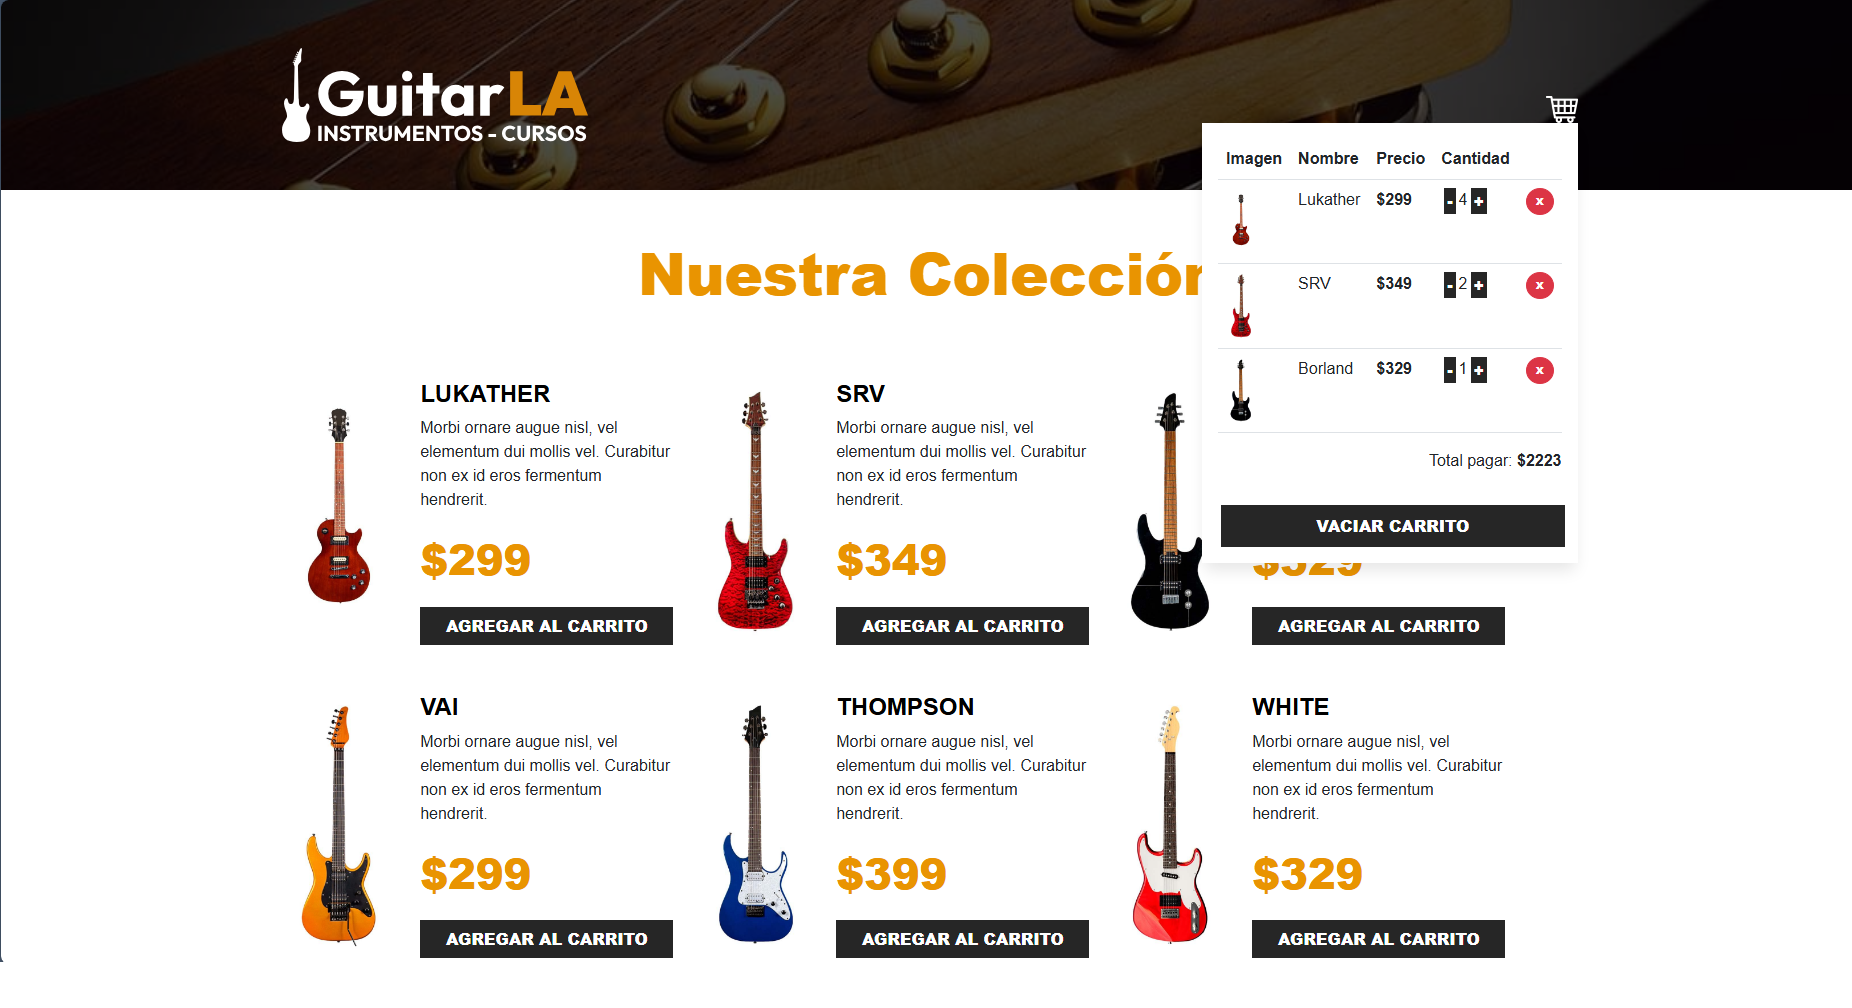 GuitarLA
INSTRUMENTOS - CURSOS
Imagen Nombre Precio Cantidad
Lukather $299 - 4 + x
SRV $349 - 2 + x
Borland $329 - 1 + x
Total pagar: $2223
VACIAR CARRITO
Nuestra Colección
LUKATHER
Morbi ornare augue nisl, vel
elementum dui mollis vel. Curabitur
non ex id eros fermentum
hendrerit.
$299
AGREGAR AL CARRITO
SRV
Morbi ornare augue nisl, vel
elementum dui mollis vel. Curabitur
non ex id eros fermentum
hendrerit.
$349
AGREGAR AL CARRITO
$329
AGREGAR AL CARRITO
VAI
Morbi ornare augue nisl, vel
elementum dui mollis vel. Curabitur
non ex id eros fermentum
hendrerit.
$299
AGREGAR AL CARRITO
THOMPSON
Morbi ornare augue nisl, vel
elementum dui mollis vel. Curabitur
non ex id eros fermentum
hendrerit.
$399
AGREGAR AL CARRITO
WHITE
Morbi ornare augue nisl, vel
elementum dui mollis vel. Curabitur
non ex id eros fermentum
hendrerit.
$329
AGREGAR AL CARRITO